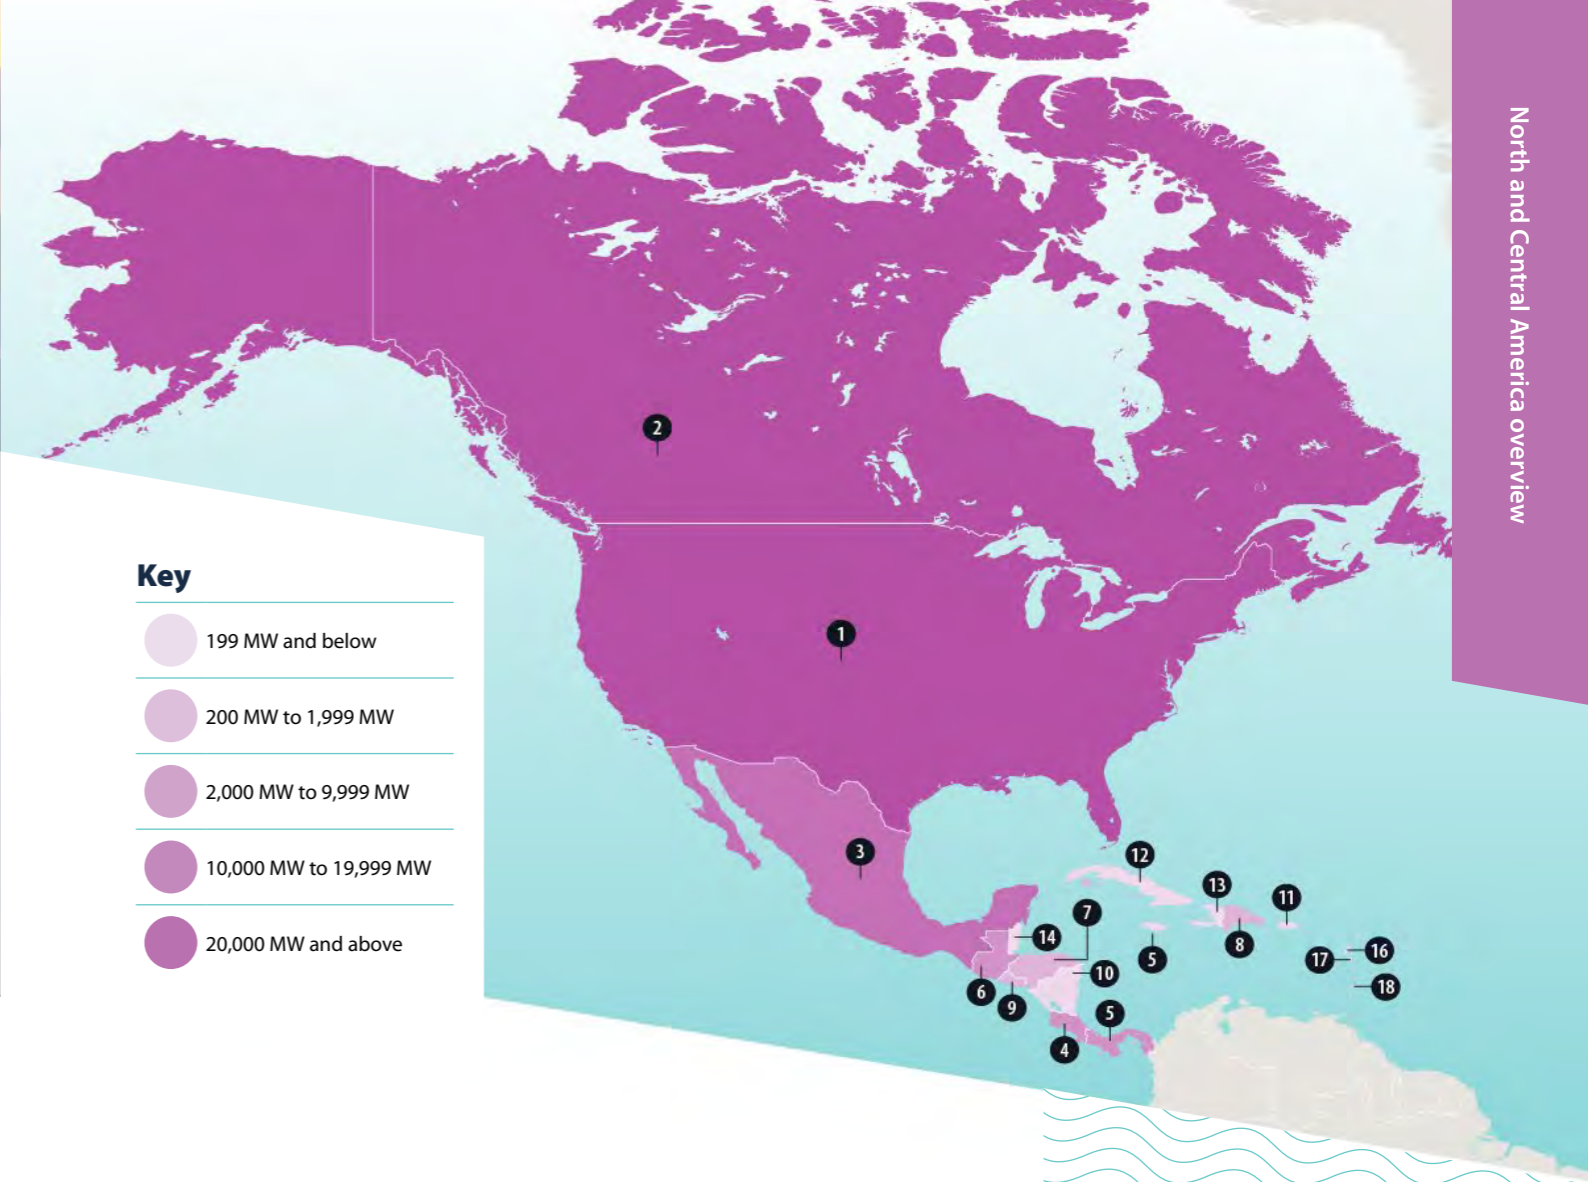 North and Central America overview
2
1
Key
199 MW and below
200 MW to 1,999 MW
2,000 MW to 9,999 MW
10,000 MW to 19,999 MW
20,000 MW and above
3
12
13
11
7
14
5
8
16
17
10
18
6
9
5
4